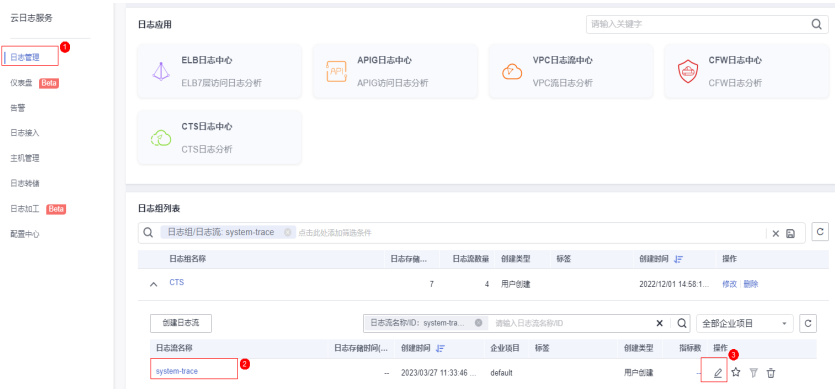 云日志服务
日志管理
1
仪表盘 Beta
告警
日志接入
主机管理
日志转储
日志加工 Beta
配置中心
日志应用
请输入关键字
ELB日志中心
ELB7层访问日志分析
API
APIG日志中心
APIG访问日志分析
VPC日志流中心
VPC流日志分析
CFW日志中心
CFW日志分析
CTS日志中心
CTS日志分析
日志组列表
日志组/日志流: system-trace 点击此处添加筛选条件
日志组名称 日志存储... 日志流数量 创建类型 标签 创建时间 操作
CTS 7 4 用户创建 2022/12/01 14:58:1... 修改 删除
创建日志流 日志流名称/ID: system-tra... 请输入日志流名称/ID 全部企业项目
日志流名称 日志存储时间(... 创建时间 企业项目 标签 创建类型 指标数 操作
3
system-trace 2 -- 2023/03/27 11:33:46 ... default 用户创建 --